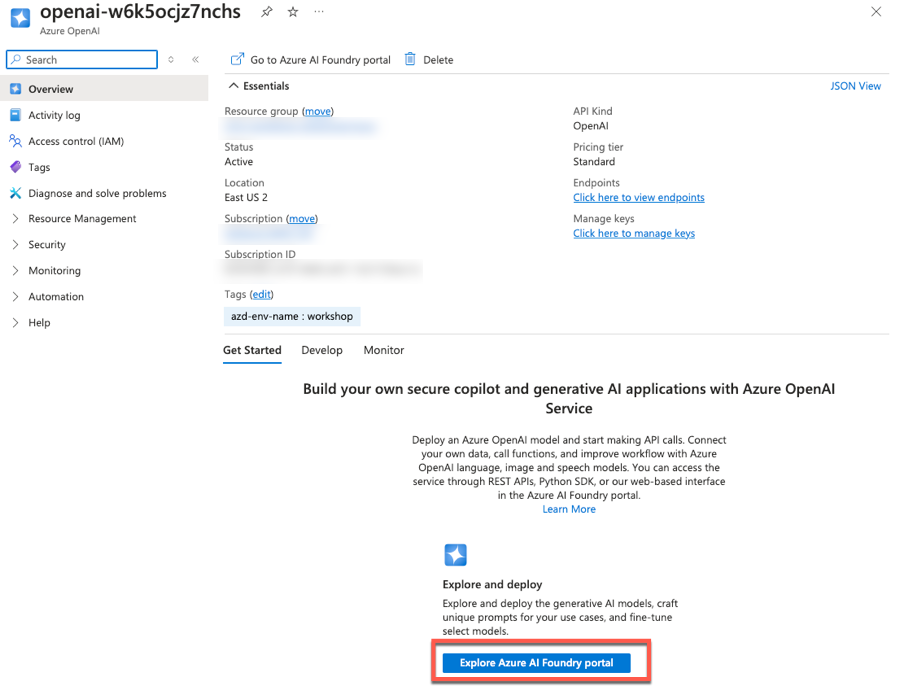 openai-w6k5ocjz7nchs
Azure OpenAI
Search
Go to Azure AI Foundry portal
Delete
Overview
Activity log
Access control (IAM)
Tags
Diagnose and solve problems
Resource Management
Security
Monitoring
Automation
Help
Essentials
JSON View
Resource group (move)
Status
Active
Location
East US 2
Subscription (move)
Subscription ID
Tags (edit)
azd-env-name : workshop
API Kind
OpenAI
Pricing tier
Standard
Endpoints
Click here to view endpoints
Manage keys
Click here to manage keys
Get Started
Develop
Monitor
Build your own secure copilot and generative AI applications with Azure OpenAI
Service
Deploy an Azure OpenAI model and start making API calls. Connect
your own data, call functions, and improve workflow with Azure
OpenAI language, image and speech models. You can access the
service through REST APIs, Python SDK, or our web-based interface
in the Azure AI Foundry portal.
Learn More
Explore and deploy
Explore and deploy the generative AI models, craft
unique prompts for your use cases, and fine-tune
select models.
Explore Azure AI Foundry portal